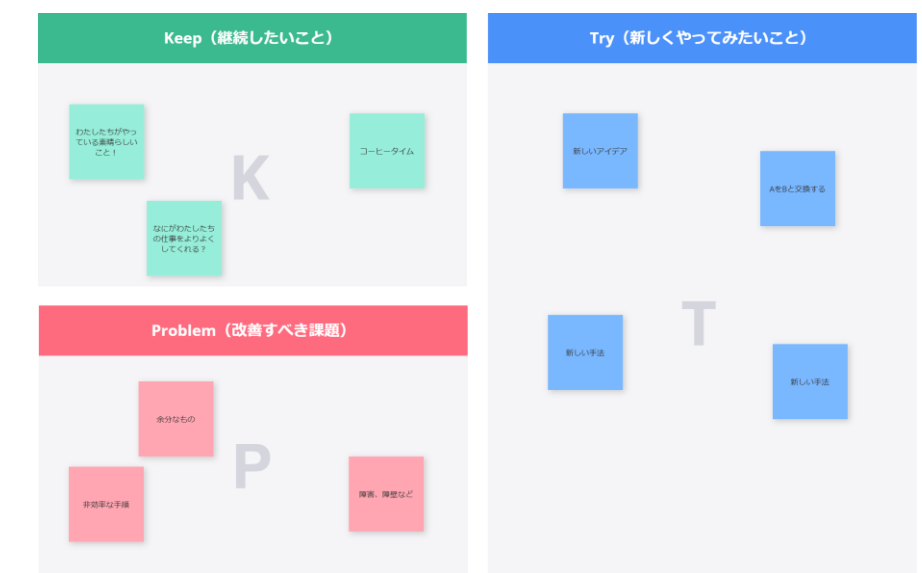 Keep（継続したいこと）
わたしたちがやっ
ている素晴らしい
こと！
コーヒータイム
K
なにがわたしたち
の仕事をよりよく
してくれる？
Problem（改善すべき課題）
余分なもの
P
非効率な手順
障害、障壁など
Try（新しくやってみたいこと）
新しいアイデア
AをBと交換する
T
新しい手法
新しい手法